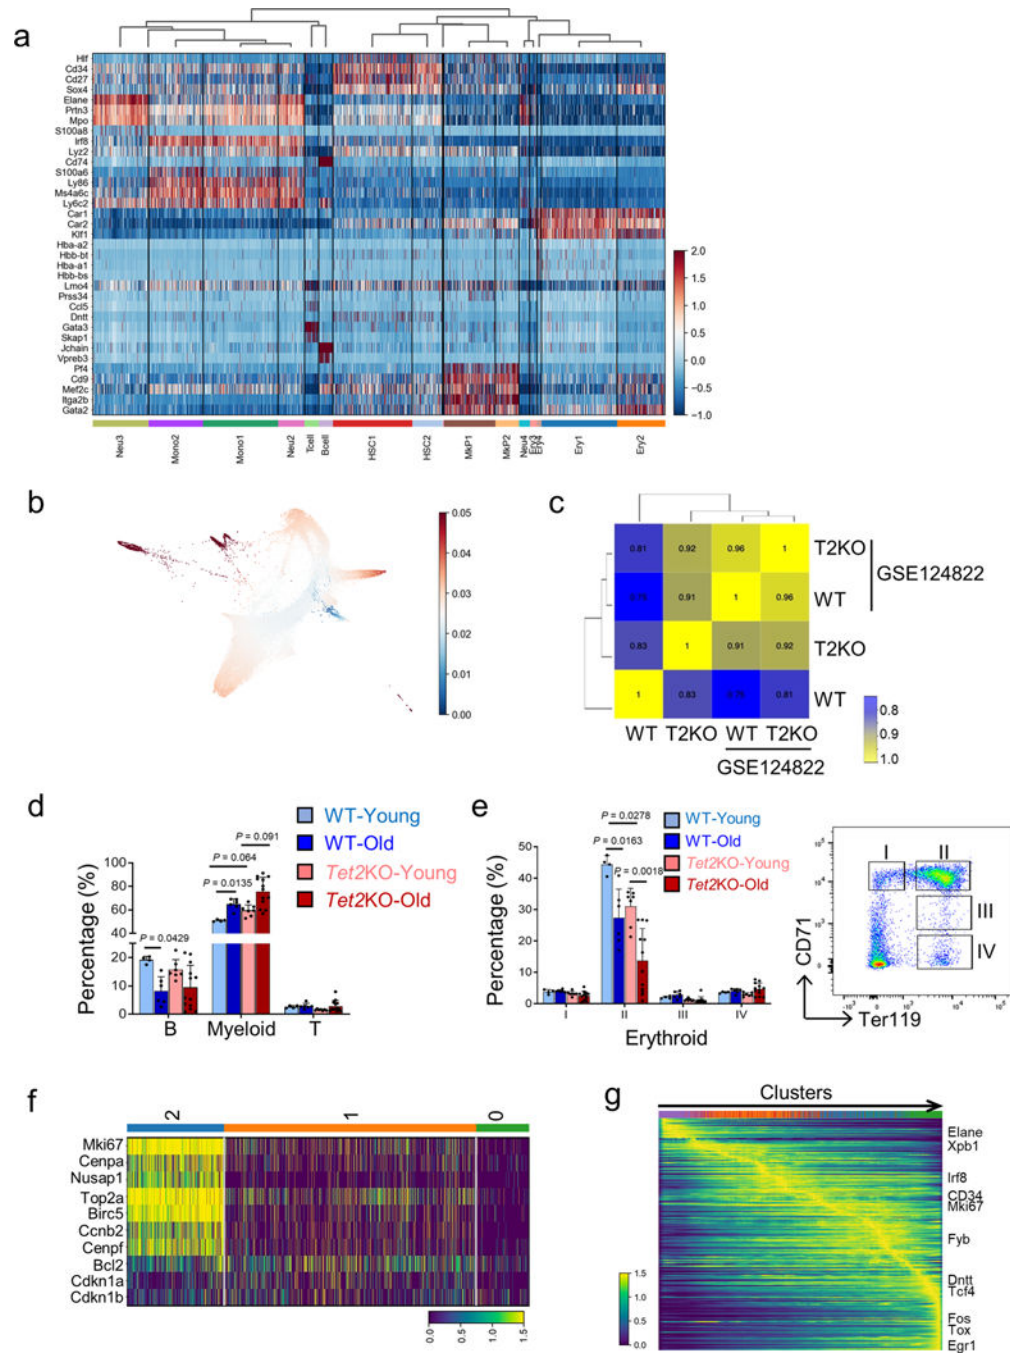 a
Hlf
Cd34
Cd27
Sox4
Elane
Prtn3
Mpo
S100a8
Irf8
Lyz2
Cd74
S100a6
Ly86
Ms4a6c
Ly6c2
Car1
Car2
Klf1
Hba-a2
Hbb-bt
Hba-a1
Hbb-bs
Lmo4
Prss34
Ccl5
Dntt
Gata3
Skap1
Jchain
Vpreb3
Pf4
Cd9
Mef2c
Itga2b
Gata2
2.0
1.5
1.0
0.5
0.0
−0.5
−1.0
Neu3
Mono2
Mono1
Neu2
Tcell
Bcell
HSC1
HSC2
MkP1
MkP2
Neu4
Ery3
Ery4
Ery1
Ery2
b
0.05
0.04
0.03
0.02
0.01
0.00
c
0.81 0.92 0.96 1 T2KO
0.91 1 0.96 WT
GSE124822
0.83 1 0.91 0.92 T2KO
1 0.83 0.81 WT
WT T2KO WT T2KO
GSE124822
0.8
0.9
1.0
d
WT-Young
WT-Old
Tet2KO-Young
Tet2KO-Old
P = 0.091
P = 0.064
P = 0.0135
P = 0.0429
Percentage (%)
100
80
60
40
20
10
0
B Myeloid T
e
WT-Young
WT-Old
Tet2KO-Young
Tet2KO-Old
P = 0.0278
P = 0.0163
P = 0.0018
Percentage (%)
50
40
30
20
10
0
I II III IV
Erythroid
I II
III
IV
CD71
10⁵
10⁴
10³
0
0 10³ 10⁴ 10⁵
Ter119
f
2 1 0
Mki67
Cenpa
Nusap1
Top2a
Birc5
Ccnb2
Cenpf
Bcl2
Cdkn1a
Cdkn1b
0.0 0.5 1.0 1.5
g
Clusters
Elane
Xpb1
Irf8
CD34
Mki67
Fyb
Dntt
Tcf4
Fos
Tox
Egr1
1.5
1.0
0.5
0.0